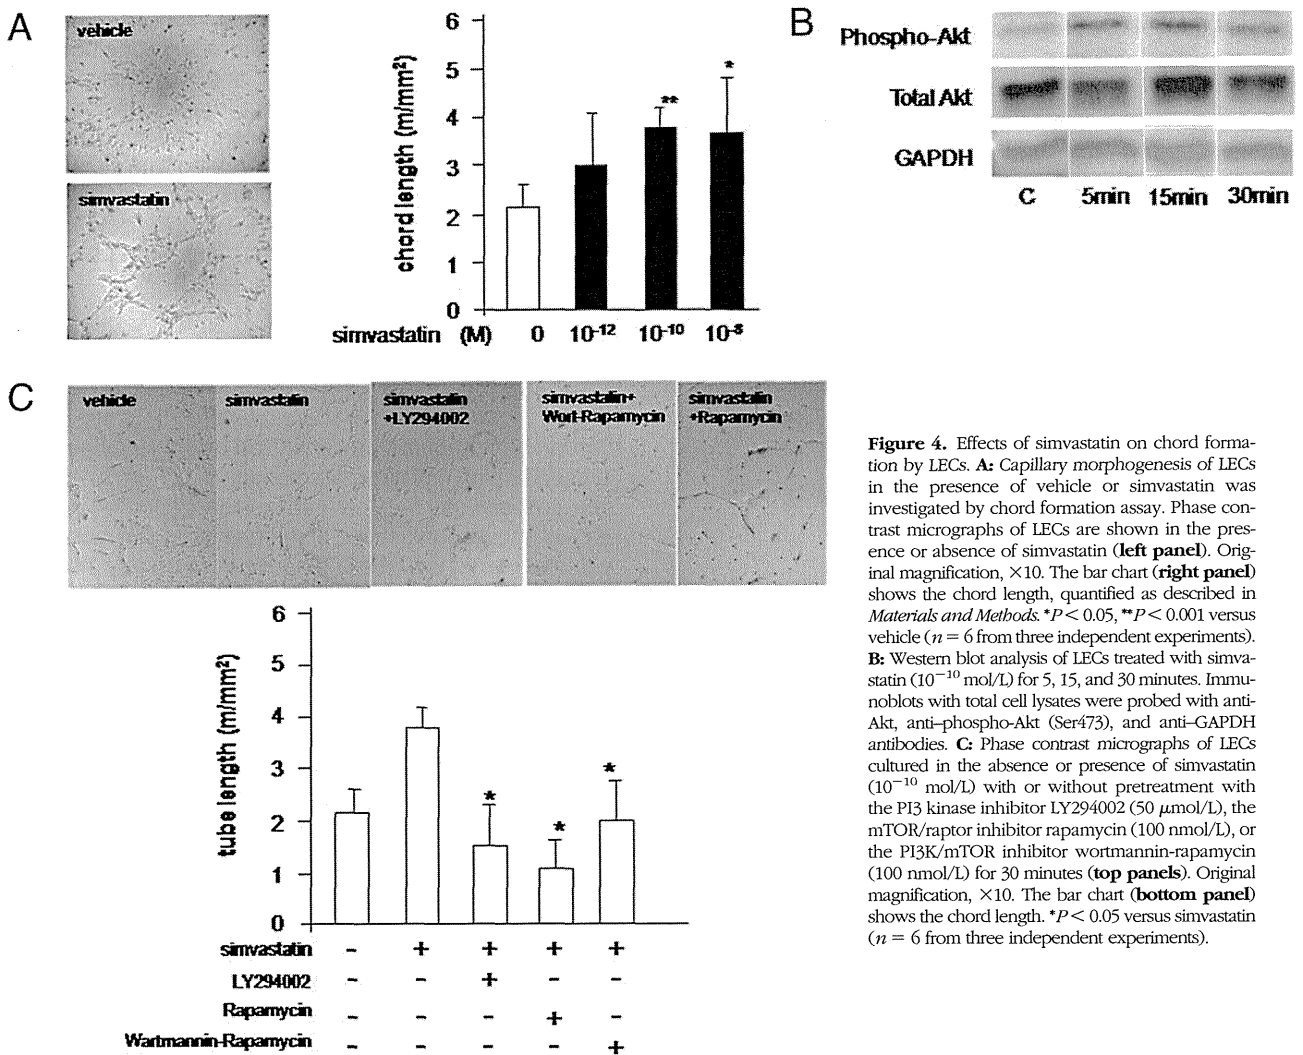 A
vehicle
simvastatin
chord length (m/mm²)
6
5
4
3
2
1
0
*
**
simvastatin (M) 0 10⁻¹² 10⁻¹⁰ 10⁻⁸
B
Phospho-Akt
Total Akt
GAPDH
C 5min 15min 30min
C
vehicle
simvastatin
simvastatin
+LY294002
simvastatin+
Wort-Rapamycin
simvastatin
+Rapamycin
tube length (m/mm²)
6
5
4
3
2
1
0
* * *
simvastatin - + + + +
LY294002 - - + - -
Rapamycin - - - + -
Wartmannin-Rapamycin - - - - +
Figure 4. Effects of simvastatin on chord forma-
tion by LECs. A: Capillary morphogenesis of LECs
in the presence of vehicle or simvastatin was
investigated by chord formation assay. Phase con-
trast micrographs of LECs are shown in the pres-
ence or absence of simvastatin (left panel). Orig-
inal magnification, ×10. The bar chart (right panel)
shows the chord length, quantified as described in
Materials and Methods. *P < 0.05, **P < 0.001 versus
vehicle (n = 6 from three independent experiments).
B: Western blot analysis of LECs treated with simva-
statin (10⁻¹⁰ mol/L) for 5, 15, and 30 minutes. Immu-
noblots with total cell lysates were probed with anti-
Akt, anti–phospho-Akt (Ser473), and anti–GAPDH
antibodies. C: Phase contrast micrographs of LECs
cultured in the absence or presence of simvastatin
(10⁻¹⁰ mol/L) with or without pretreatment with
the PI3 kinase inhibitor LY294002 (50 μmol/L), the
mTOR/raptor inhibitor rapamycin (100 nmol/L), or
the PI3K/mTOR inhibitor wortmannin-rapamycin
(100 nmol/L) for 30 minutes (top panels). Original
magnification, ×10. The bar chart (bottom panel)
shows the chord length. *P < 0.05 versus simvastatin
(n = 6 from three independent experiments).